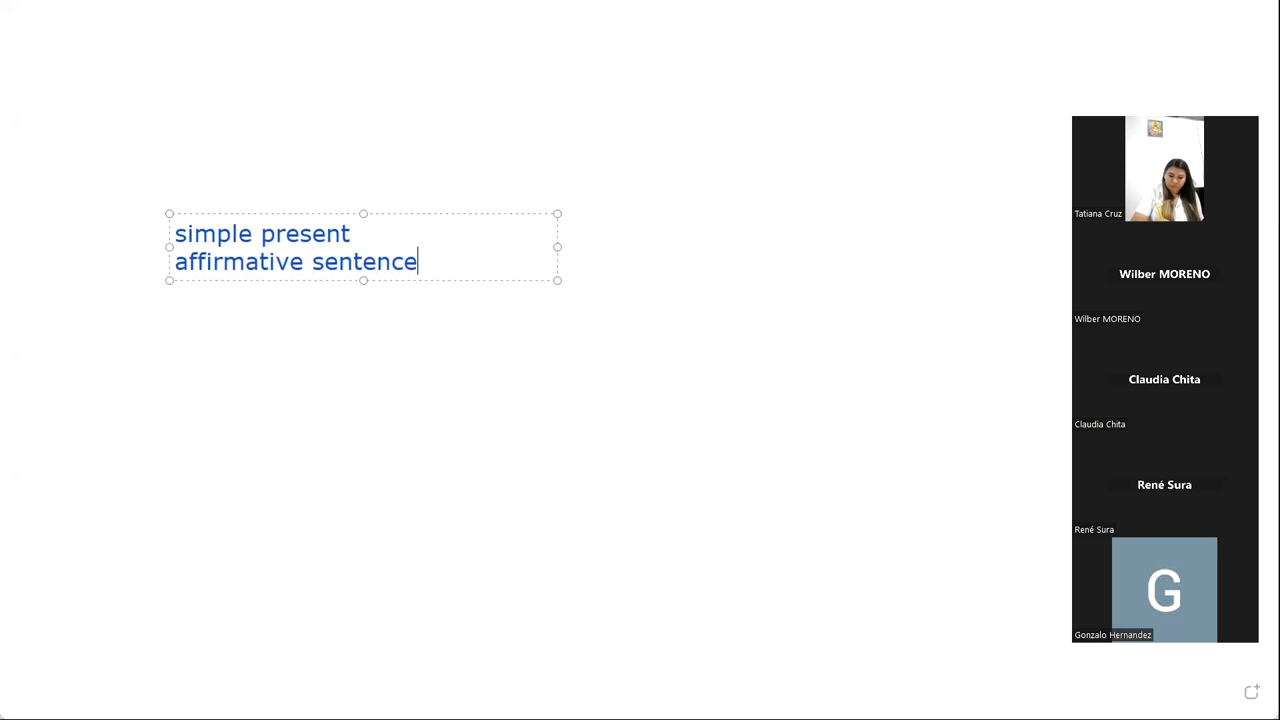 simple present
affirmative sentence
Tatiana Cruz
Wilber MORENO
Wilber MORENO
Claudia Chita
Claudia Chita
René Sura
René Sura
G
Gonzalo Hernandez